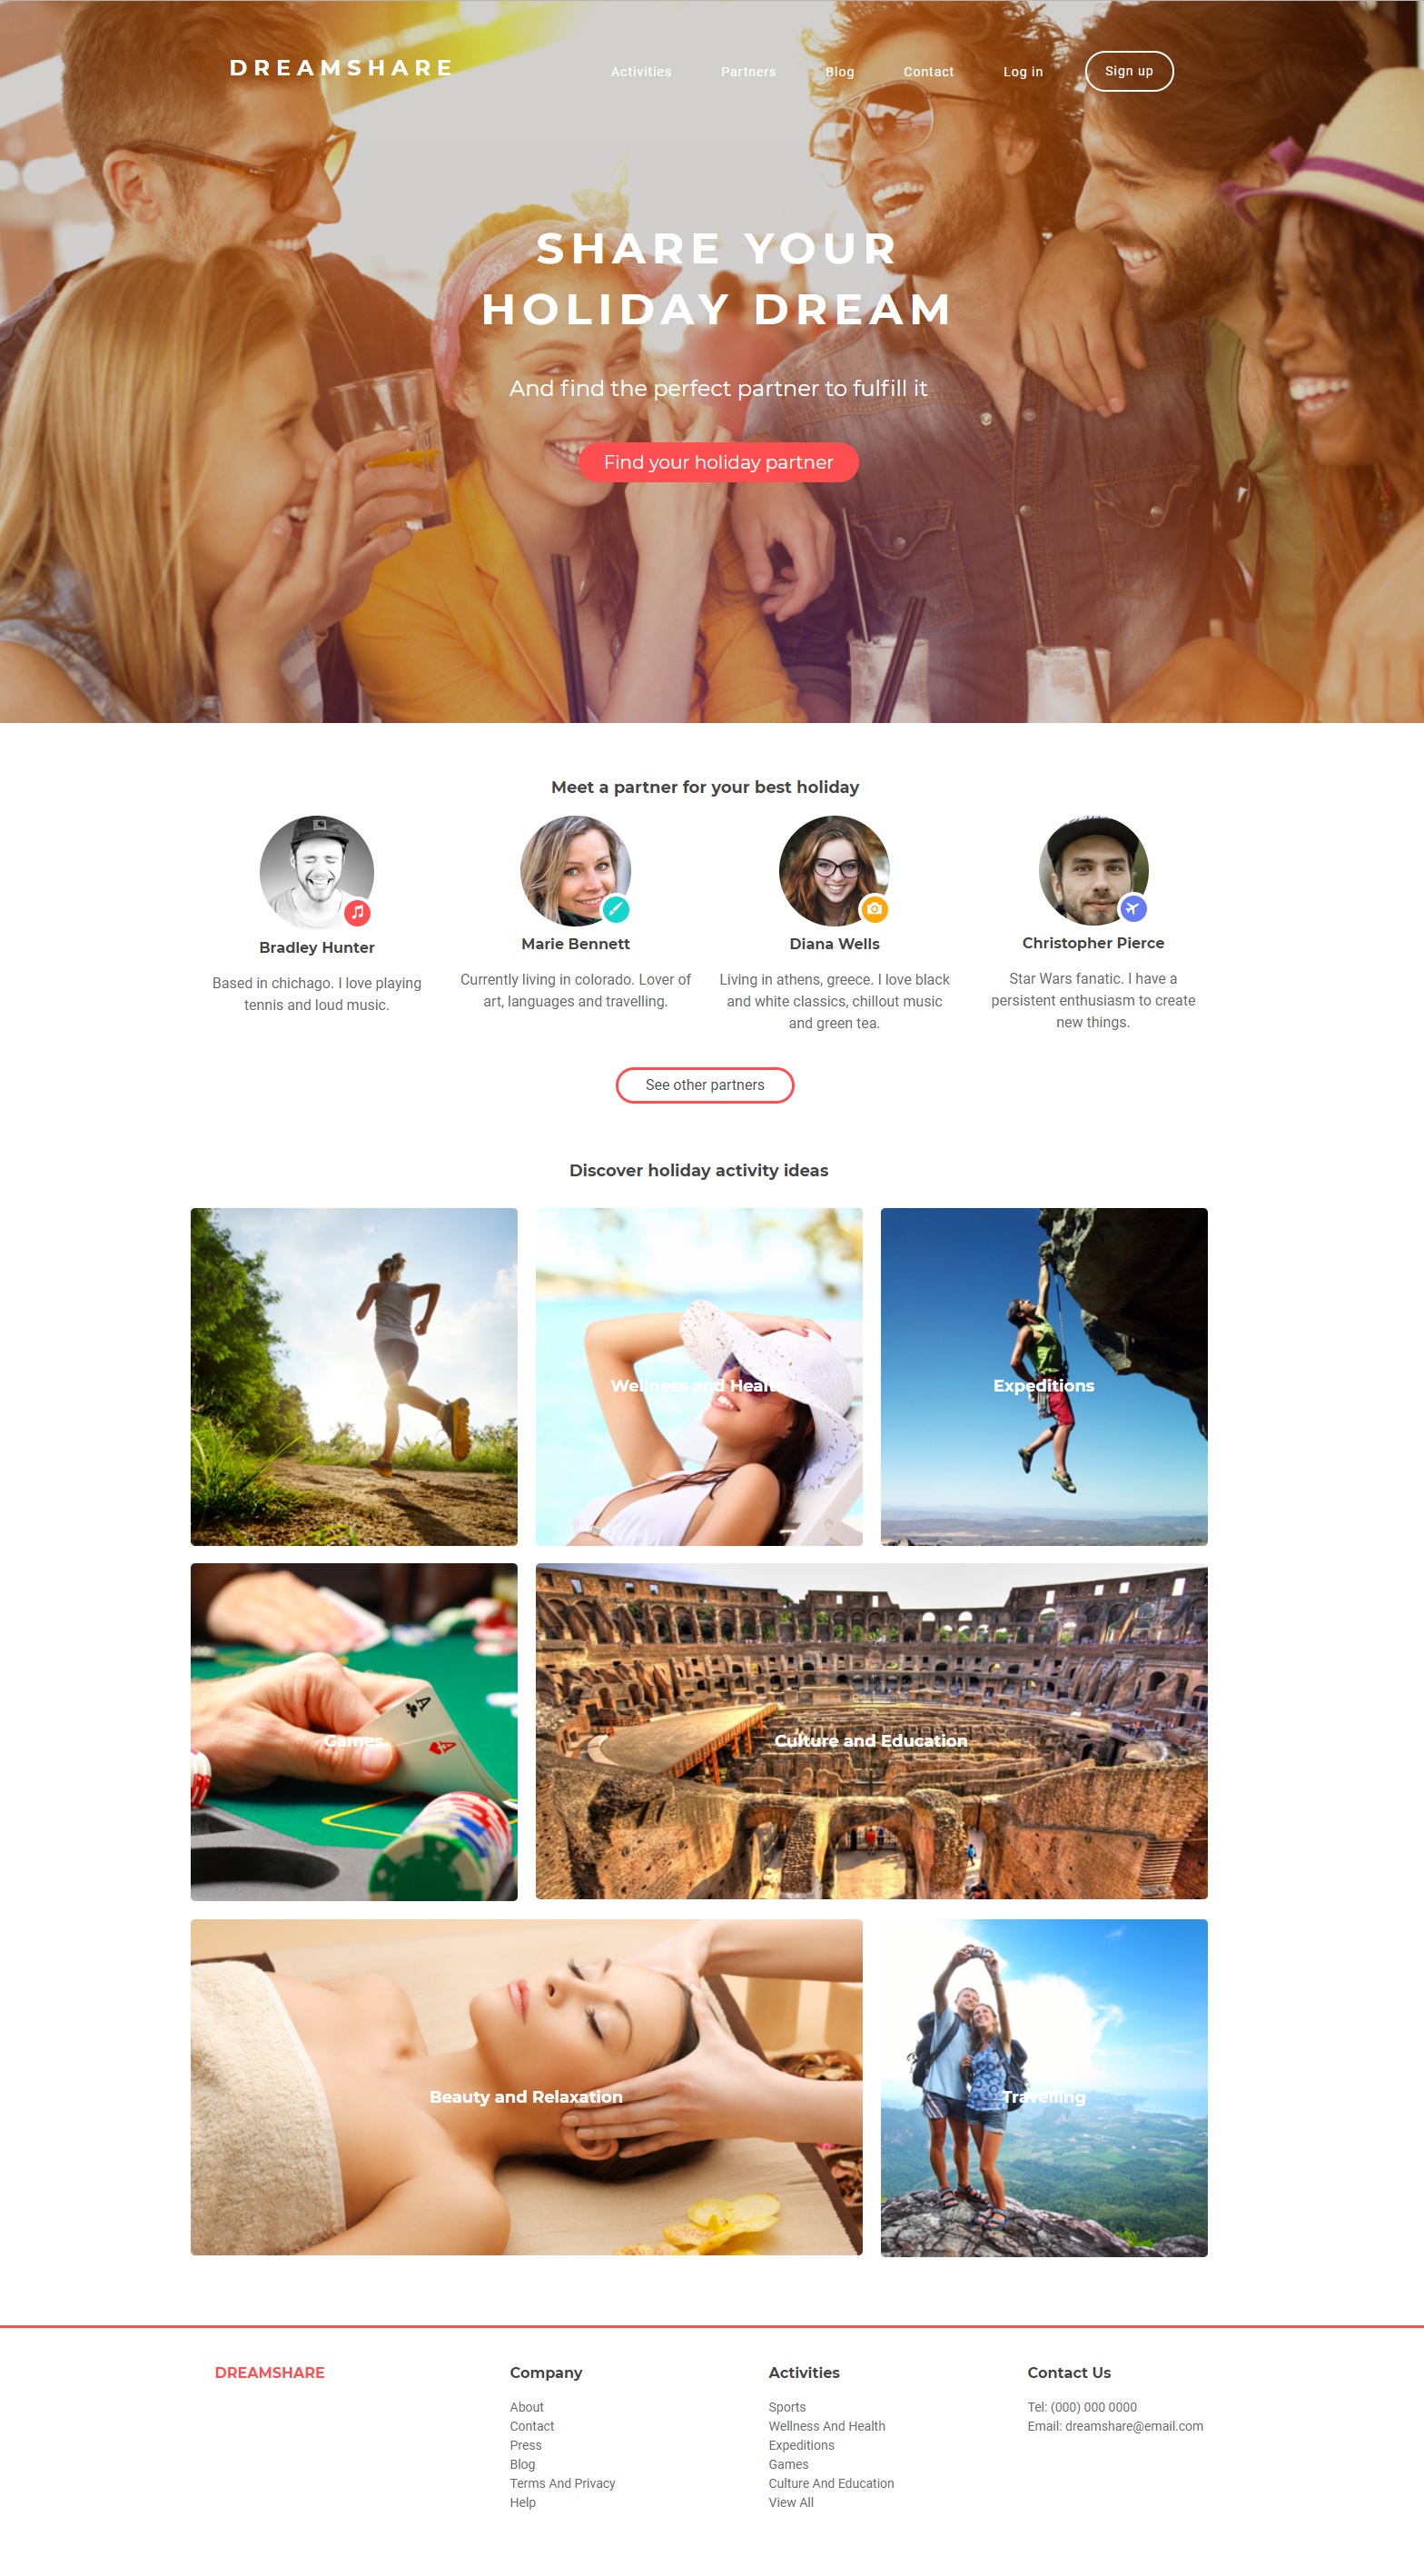 DREAMSHARE
Activities
Partners
Blog
Contact
Log in
Sign up
SHARE YOUR
HOLIDAY DREAM
And find the perfect partner to fulfill it
Find your holiday partner
Meet a partner for your best holiday
Bradley Hunter
Based in chichago. I love playing
tennis and loud music.
Marie Bennett
Currently living in colorado. Lover of
art, languages and travelling.
Diana Wells
Living in athens, greece. I love black
and white classics, chillout music
and green tea.
Christopher Pierce
Star Wars fanatic. I have a
persistent enthusiasm to create
new things.
See other partners
Discover holiday activity ideas
Wellness and Health
Expeditions
Games
A
A
Culture and Education
Beauty and Relaxation
Travelling
DREAMSHARE
Company
About
Contact
Press
Blog
Terms And Privacy
Help
Activities
Sports
Wellness And Health
Expeditions
Games
Culture And Education
View All
Contact Us
Tel: (000) 000 0000
Email: dreamshare@email.com